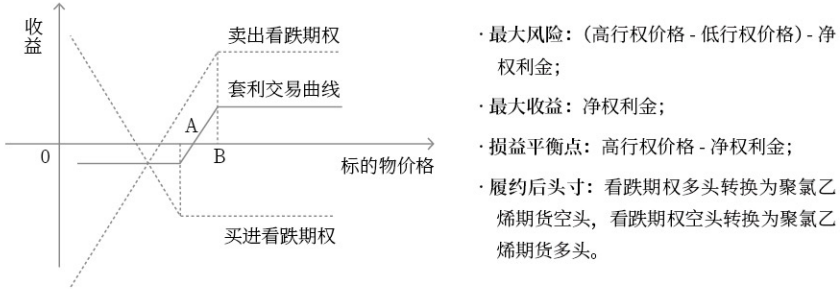 收益
卖出看跌期权
套利交易曲线
A
0
B
标的物价格
买进看跌期权
· 最大风险：（高行权价格 - 低行权价格）- 净
权利金；
· 最大收益：净权利金；
· 损益平衡点：高行权价格 - 净权利金；
· 履约后头寸：看跌期权多头转换为聚氯乙
烯期货空头，看跌期权空头转换为聚氯乙
烯期货多头。